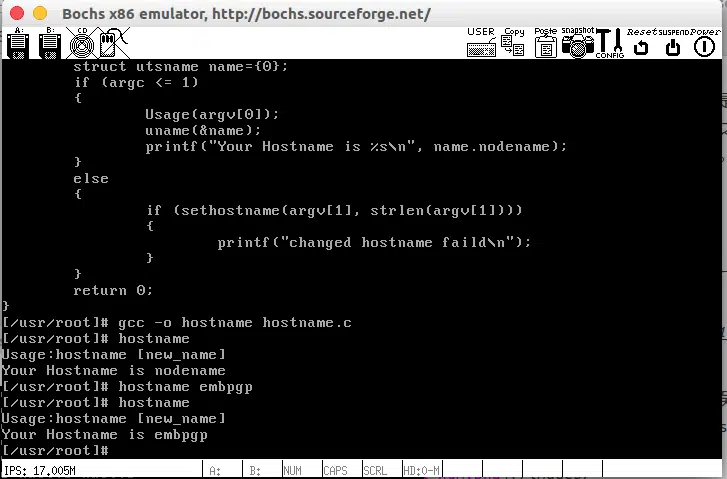 Bochs x86 emulator, http://bochs.sourceforge.net/
A: B: CD USER Copy Paste Snapshot CONFIG Reset SUSPEND Power
        struct utsname name={0};
        if (argc <= 1)
        {
                Usage(argv[0]);
                uname(&name);
                printf("Your Hostname is %s\n", name.nodename);
        }
        else
        {
                if (sethostname(argv[1], strlen(argv[1])))
                {
                        printf("changed hostname faild\n");
                }
        }
        return 0;
}
[/usr/root]# gcc -o hostname hostname.c
[/usr/root]# hostname
Usage:hostname [new_name]
Your Hostname is nodename
[/usr/root]# hostname embpgp
[/usr/root]# hostname
Usage:hostname [new_name]
Your Hostname is embpgp
[/usr/root]#
IPS: 17.005M A: B: NUM CAPS SCRL HD:0-M